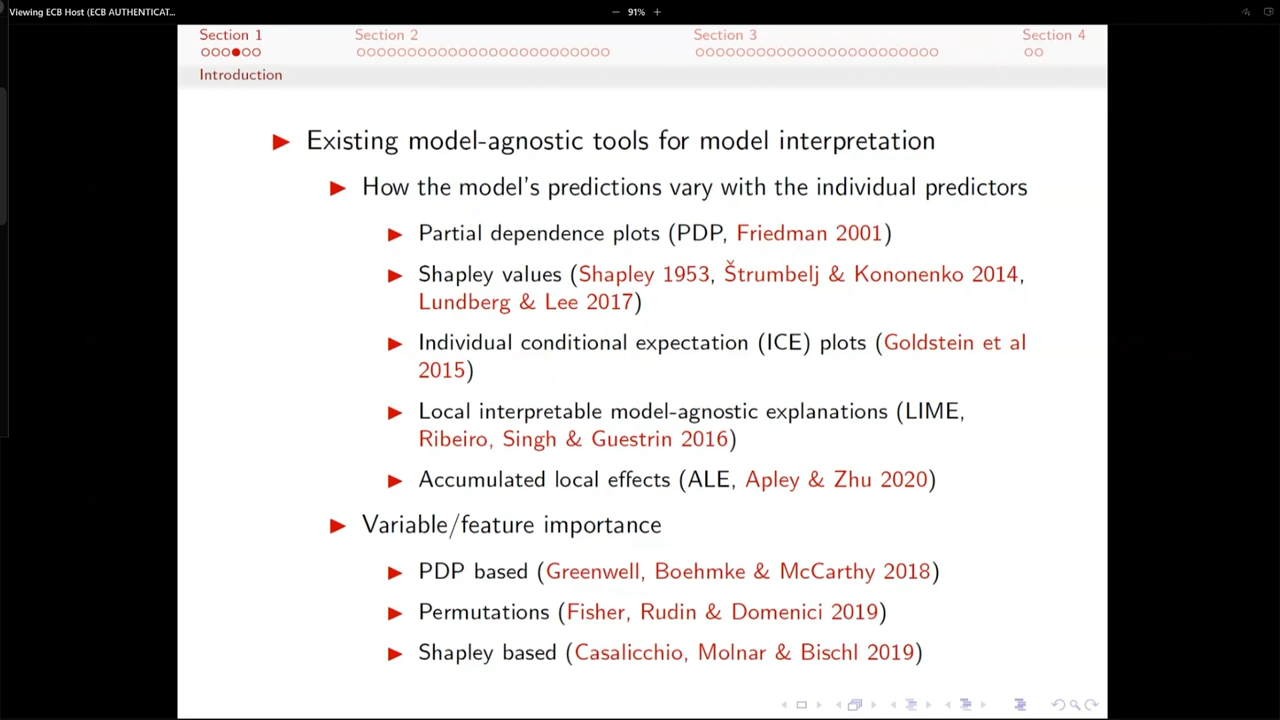 Viewing ECB Host (ECB AUTHENTICAT...
91%
Section 1
Section 2
Section 3
Section 4
Introduction
Existing model-agnostic tools for model interpretation
How the model's predictions vary with the individual predictors
Partial dependence plots (PDP, Friedman 2001)
Shapley values (Shapley 1953, Štrumbelj & Kononenko 2014,
Lundberg & Lee 2017)
Individual conditional expectation (ICE) plots (Goldstein et al
2015)
Local interpretable model-agnostic explanations (LIME,
Ribeiro, Singh & Guestrin 2016)
Accumulated local effects (ALE, Apley & Zhu 2020)
Variable/feature importance
PDP based (Greenwell, Boehmke & McCarthy 2018)
Permutations (Fisher, Rudin & Domenici 2019)
Shapley based (Casalicchio, Molnar & Bischl 2019)